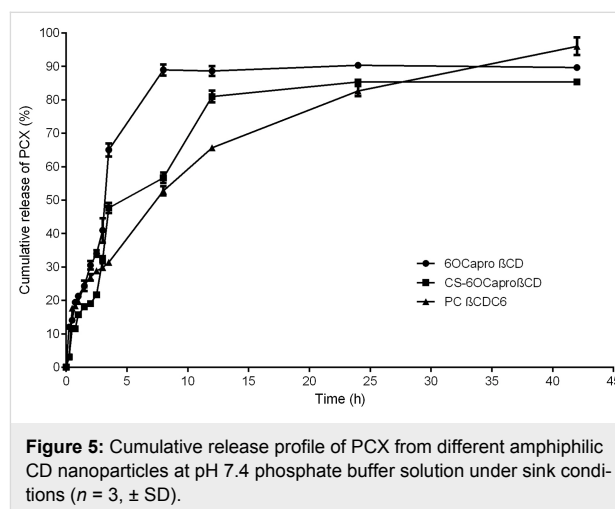 100
90
80
70
60
50
40
30
20
10
0
Cumulative release of PCX (%)
6OCapro ßCD
CS-6OCaproßCD
PC ßCDC6
0 5 10 15 20 25 30 35 40 45
Time (h)
Figure 5: Cumulative release profile of PCX from different amphiphilic
CD nanoparticles at pH 7.4 phosphate buffer solution under sink condi-
tions (n = 3, ± SD).